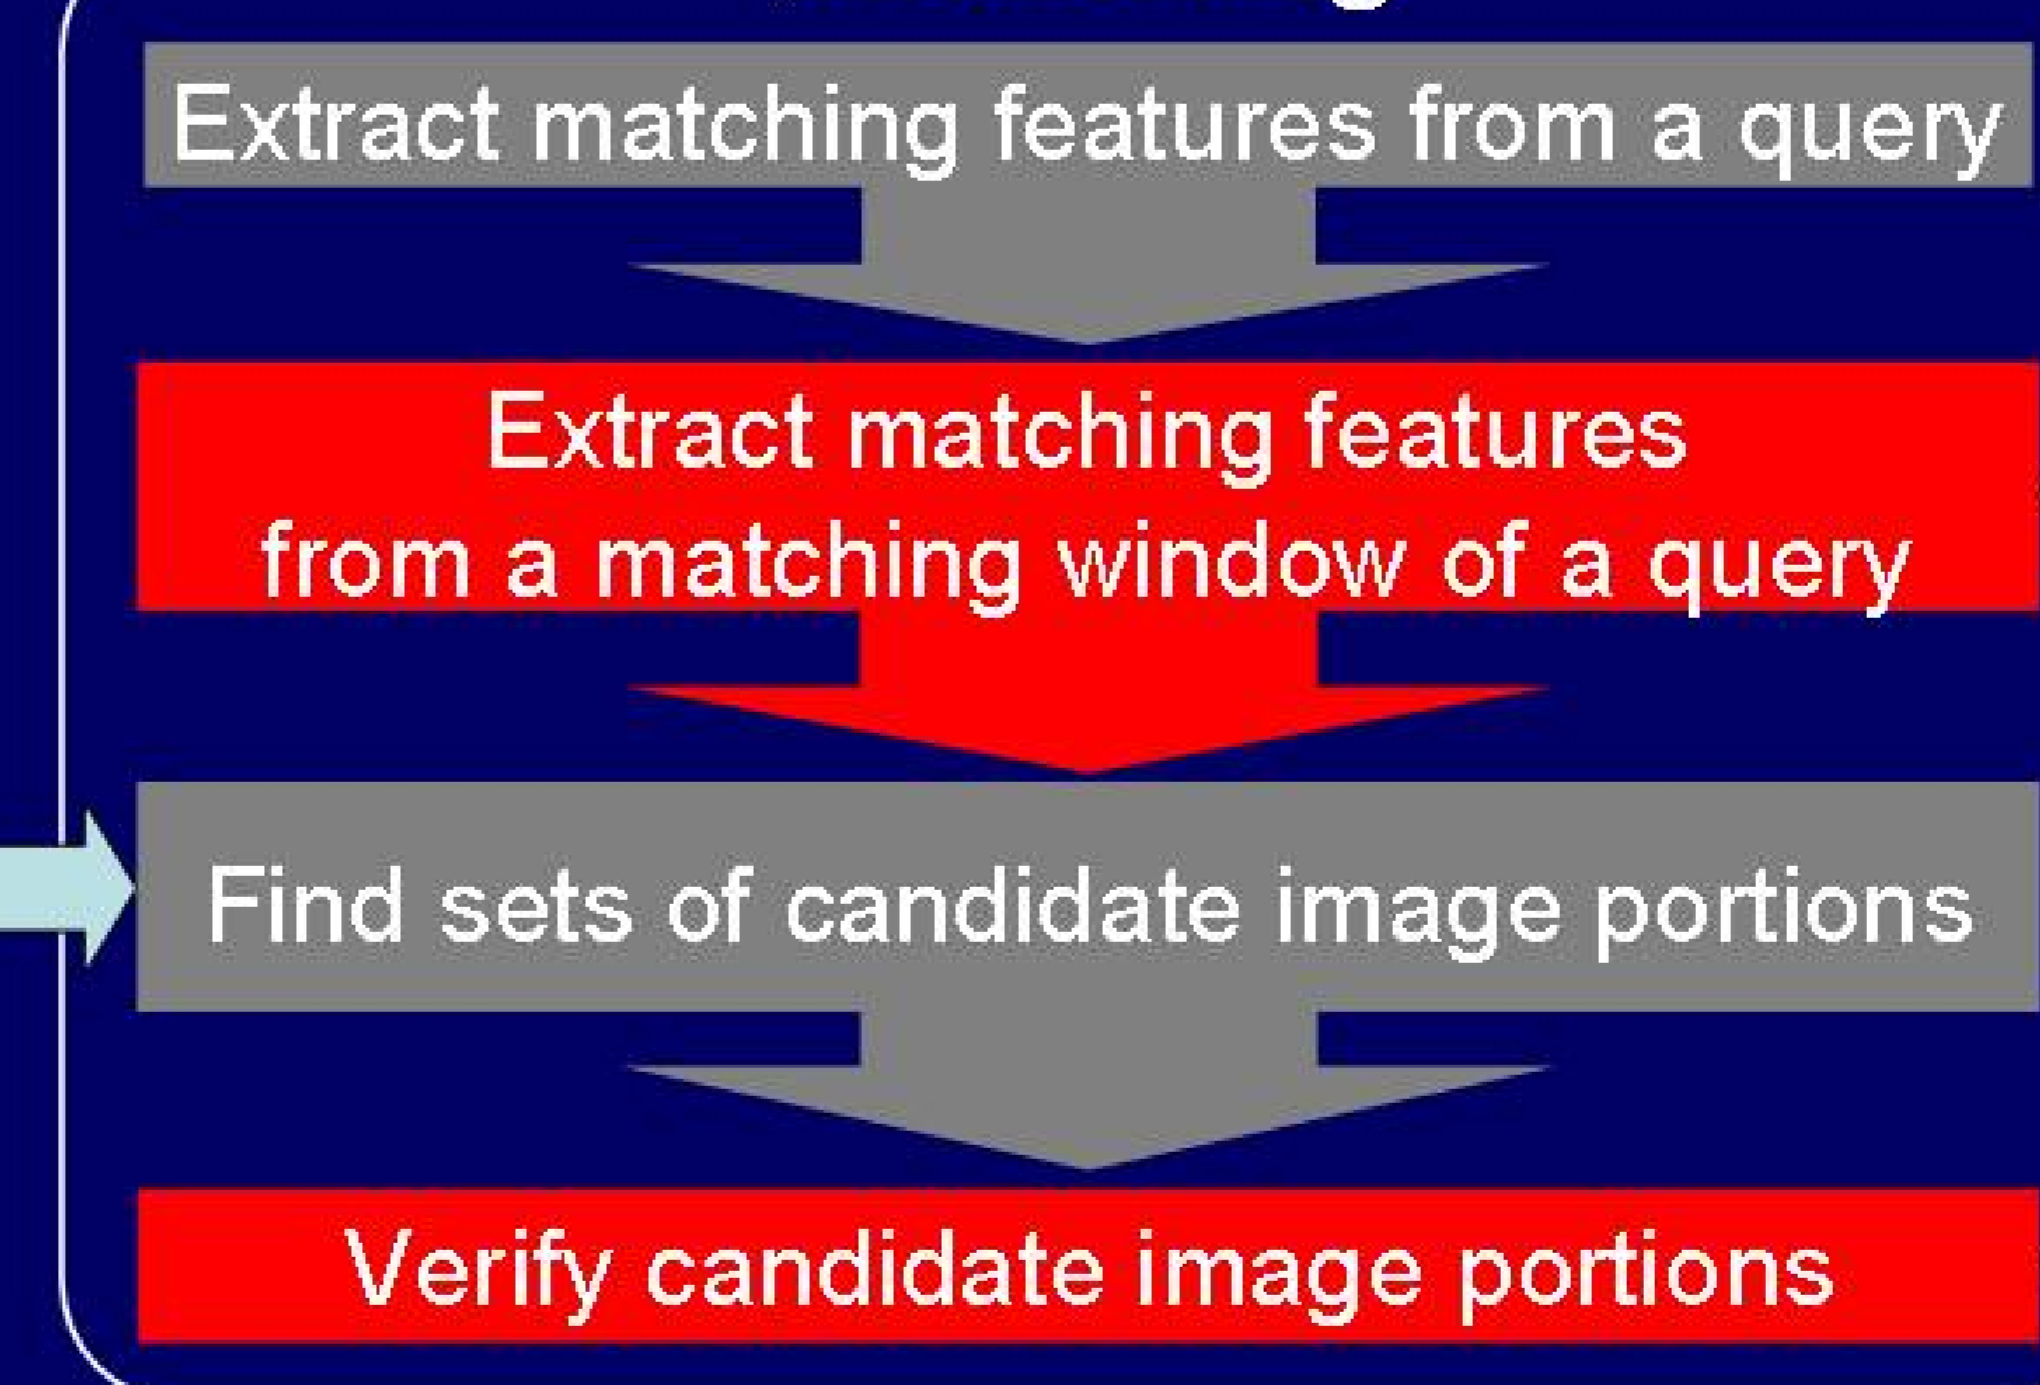 Extract matching features from a query
Extract matching features
from a matching window of a query
Find sets of candidate image portions
Verify candidate image portions